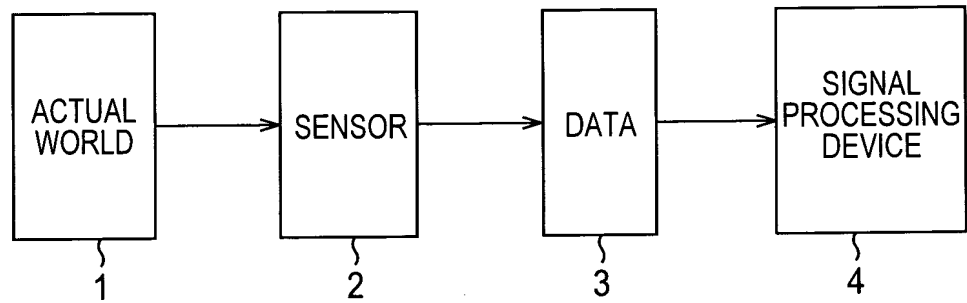 ACTUAL
WORLD
SENSOR
DATA
SIGNAL
PROCESSING
DEVICE
1
2
3
4